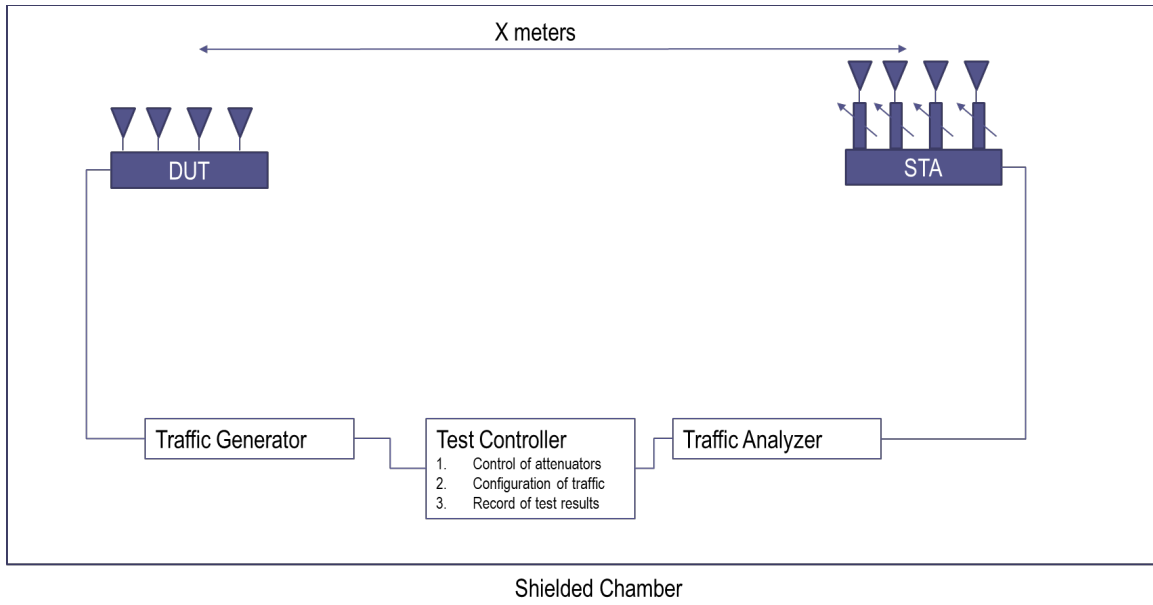 X meters
DUT
STA
Traffic Generator
Test Controller
1. Control of attenuators
2. Configuration of traffic
3. Record of test results
Traffic Analyzer
Shielded Chamber